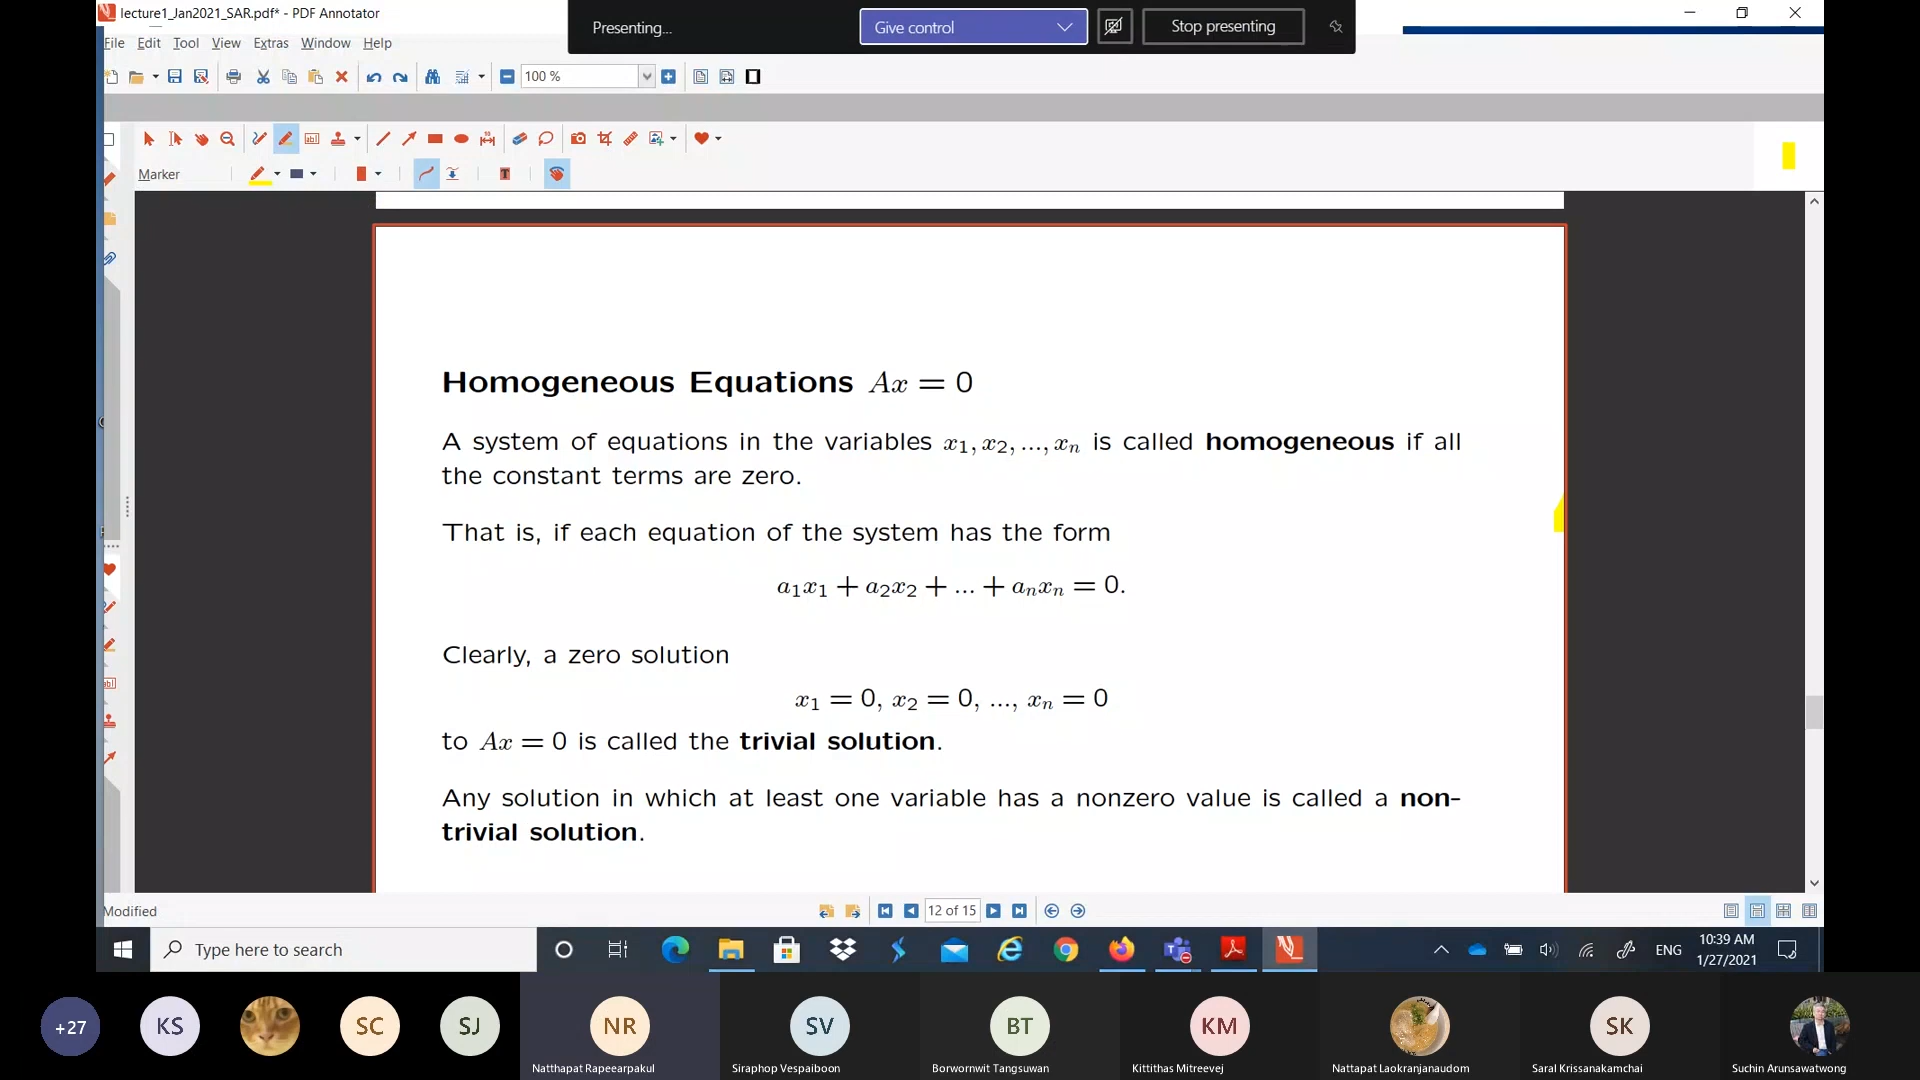 lecture1_Jan2021_SAR.pdf* - PDF Annotator
Presenting...
Give control
Stop presenting
File Edit Tool View Extras Window Help
100 %
Marker
Homogeneous Equations Ax = 0
A system of equations in the variables x₁, x₂, ..., xₙ is called homogeneous if all
the constant terms are zero.
That is, if each equation of the system has the form
a₁x₁ + a₂x₂ + ... + aₙxₙ = 0.
Clearly, a zero solution
x₁ = 0, x₂ = 0, ..., xₙ = 0
to Ax = 0 is called the trivial solution.
Any solution in which at least one variable has a nonzero value is called a non-
trivial solution.
Modified
12 of 15
Type here to search
ENG
10:39 AM
1/27/2021
+27
KS
SC
SJ
NR
SV
BT
KM
SK
Natthapat Rapeearpakul
Siraphop Vespaiboon
Borwornwit Tangsuwan
Kittithas Mitreevej
Nattapat Laokranjanaudom
Saral Krissanakamchai
Suchin Arunsawatwong